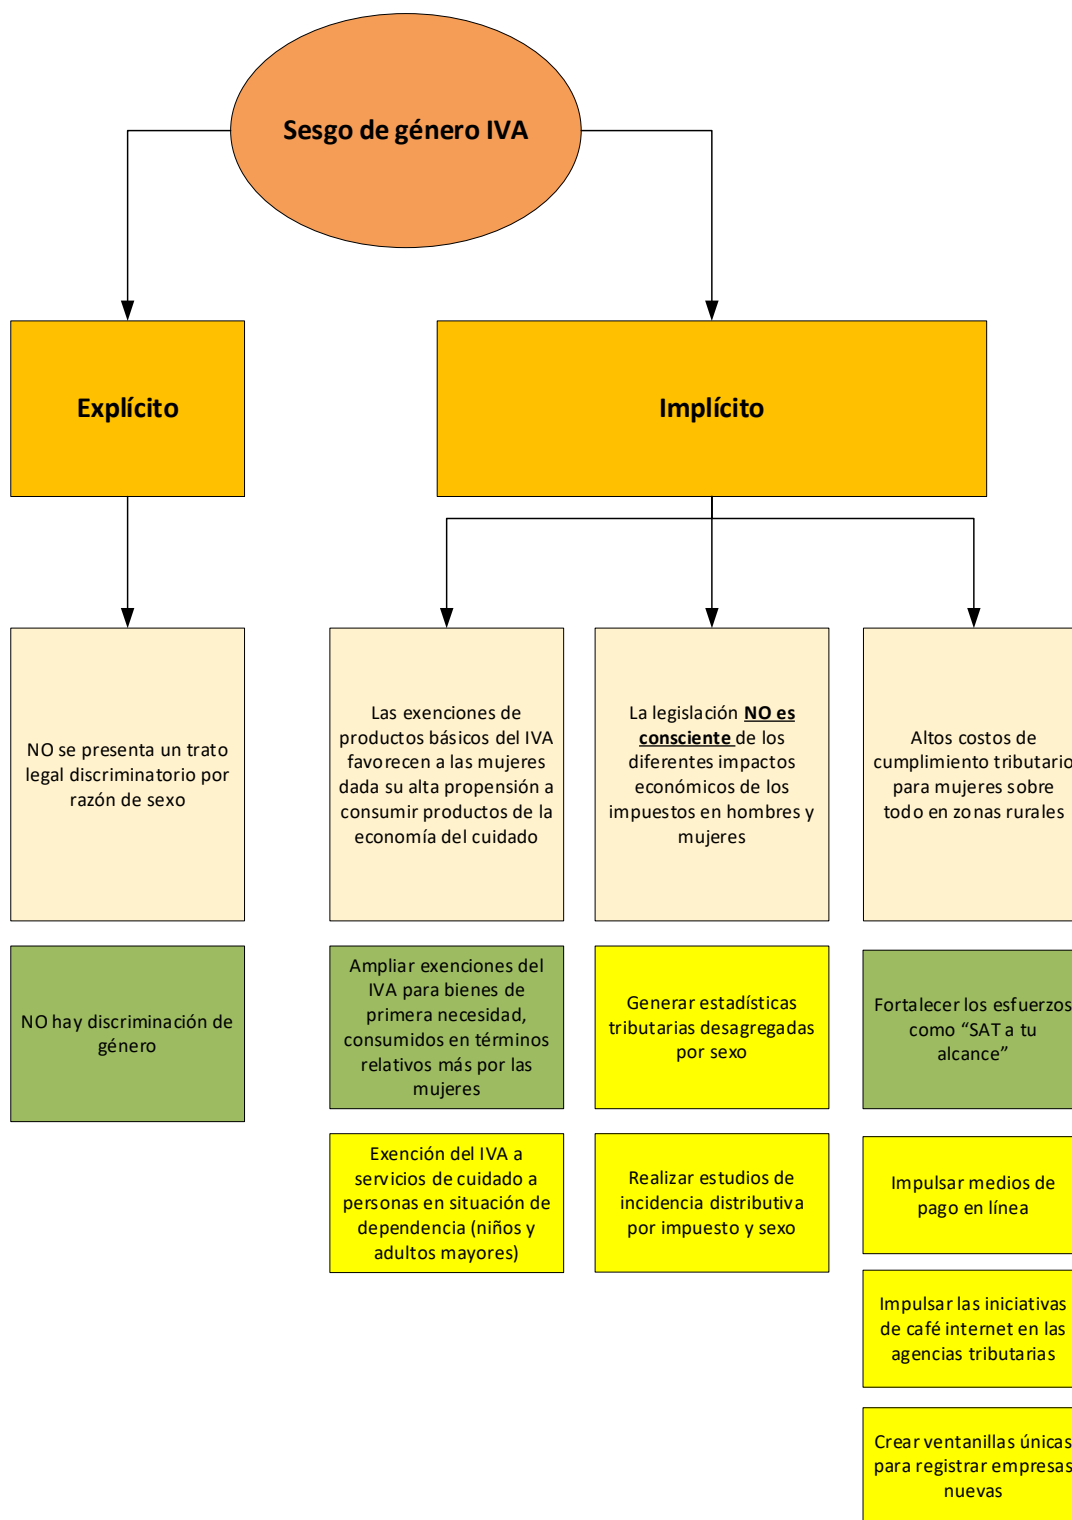 Sesgo de género IVA
Explícito
Implícito
NO se presenta un trato
legal discriminatorio por
razón de sexo
Las exenciones de
productos básicos del IVA
favorecen a las mujeres
dada su alta propensión a
consumir productos de la
economía del cuidado
La legislación NO es
consciente de los
diferentes impactos
económicos de los
impuestos en hombres y
mujeres
Altos costos de
cumplimiento tributario
para mujeres sobre
todo en zonas rurales
NO hay discriminación de
género
Ampliar exenciones del
IVA para bienes de
primera necesidad,
consumidos en términos
relativos más por las
mujeres
Generar estadísticas
tributarias desagregadas
por sexo
Fortalecer los esfuerzos
como “SAT a tu
alcance”
Exención del IVA a
servicios de cuidado a
personas en situación de
dependencia (niños y
adultos mayores)
Realizar estudios de
incidencia distributiva
por impuesto y sexo
Impulsar medios de
pago en línea
Impulsar las iniciativas
de café internet en las
agencias tributarias
Crear ventanillas únicas
para registrar empresas
nuevas